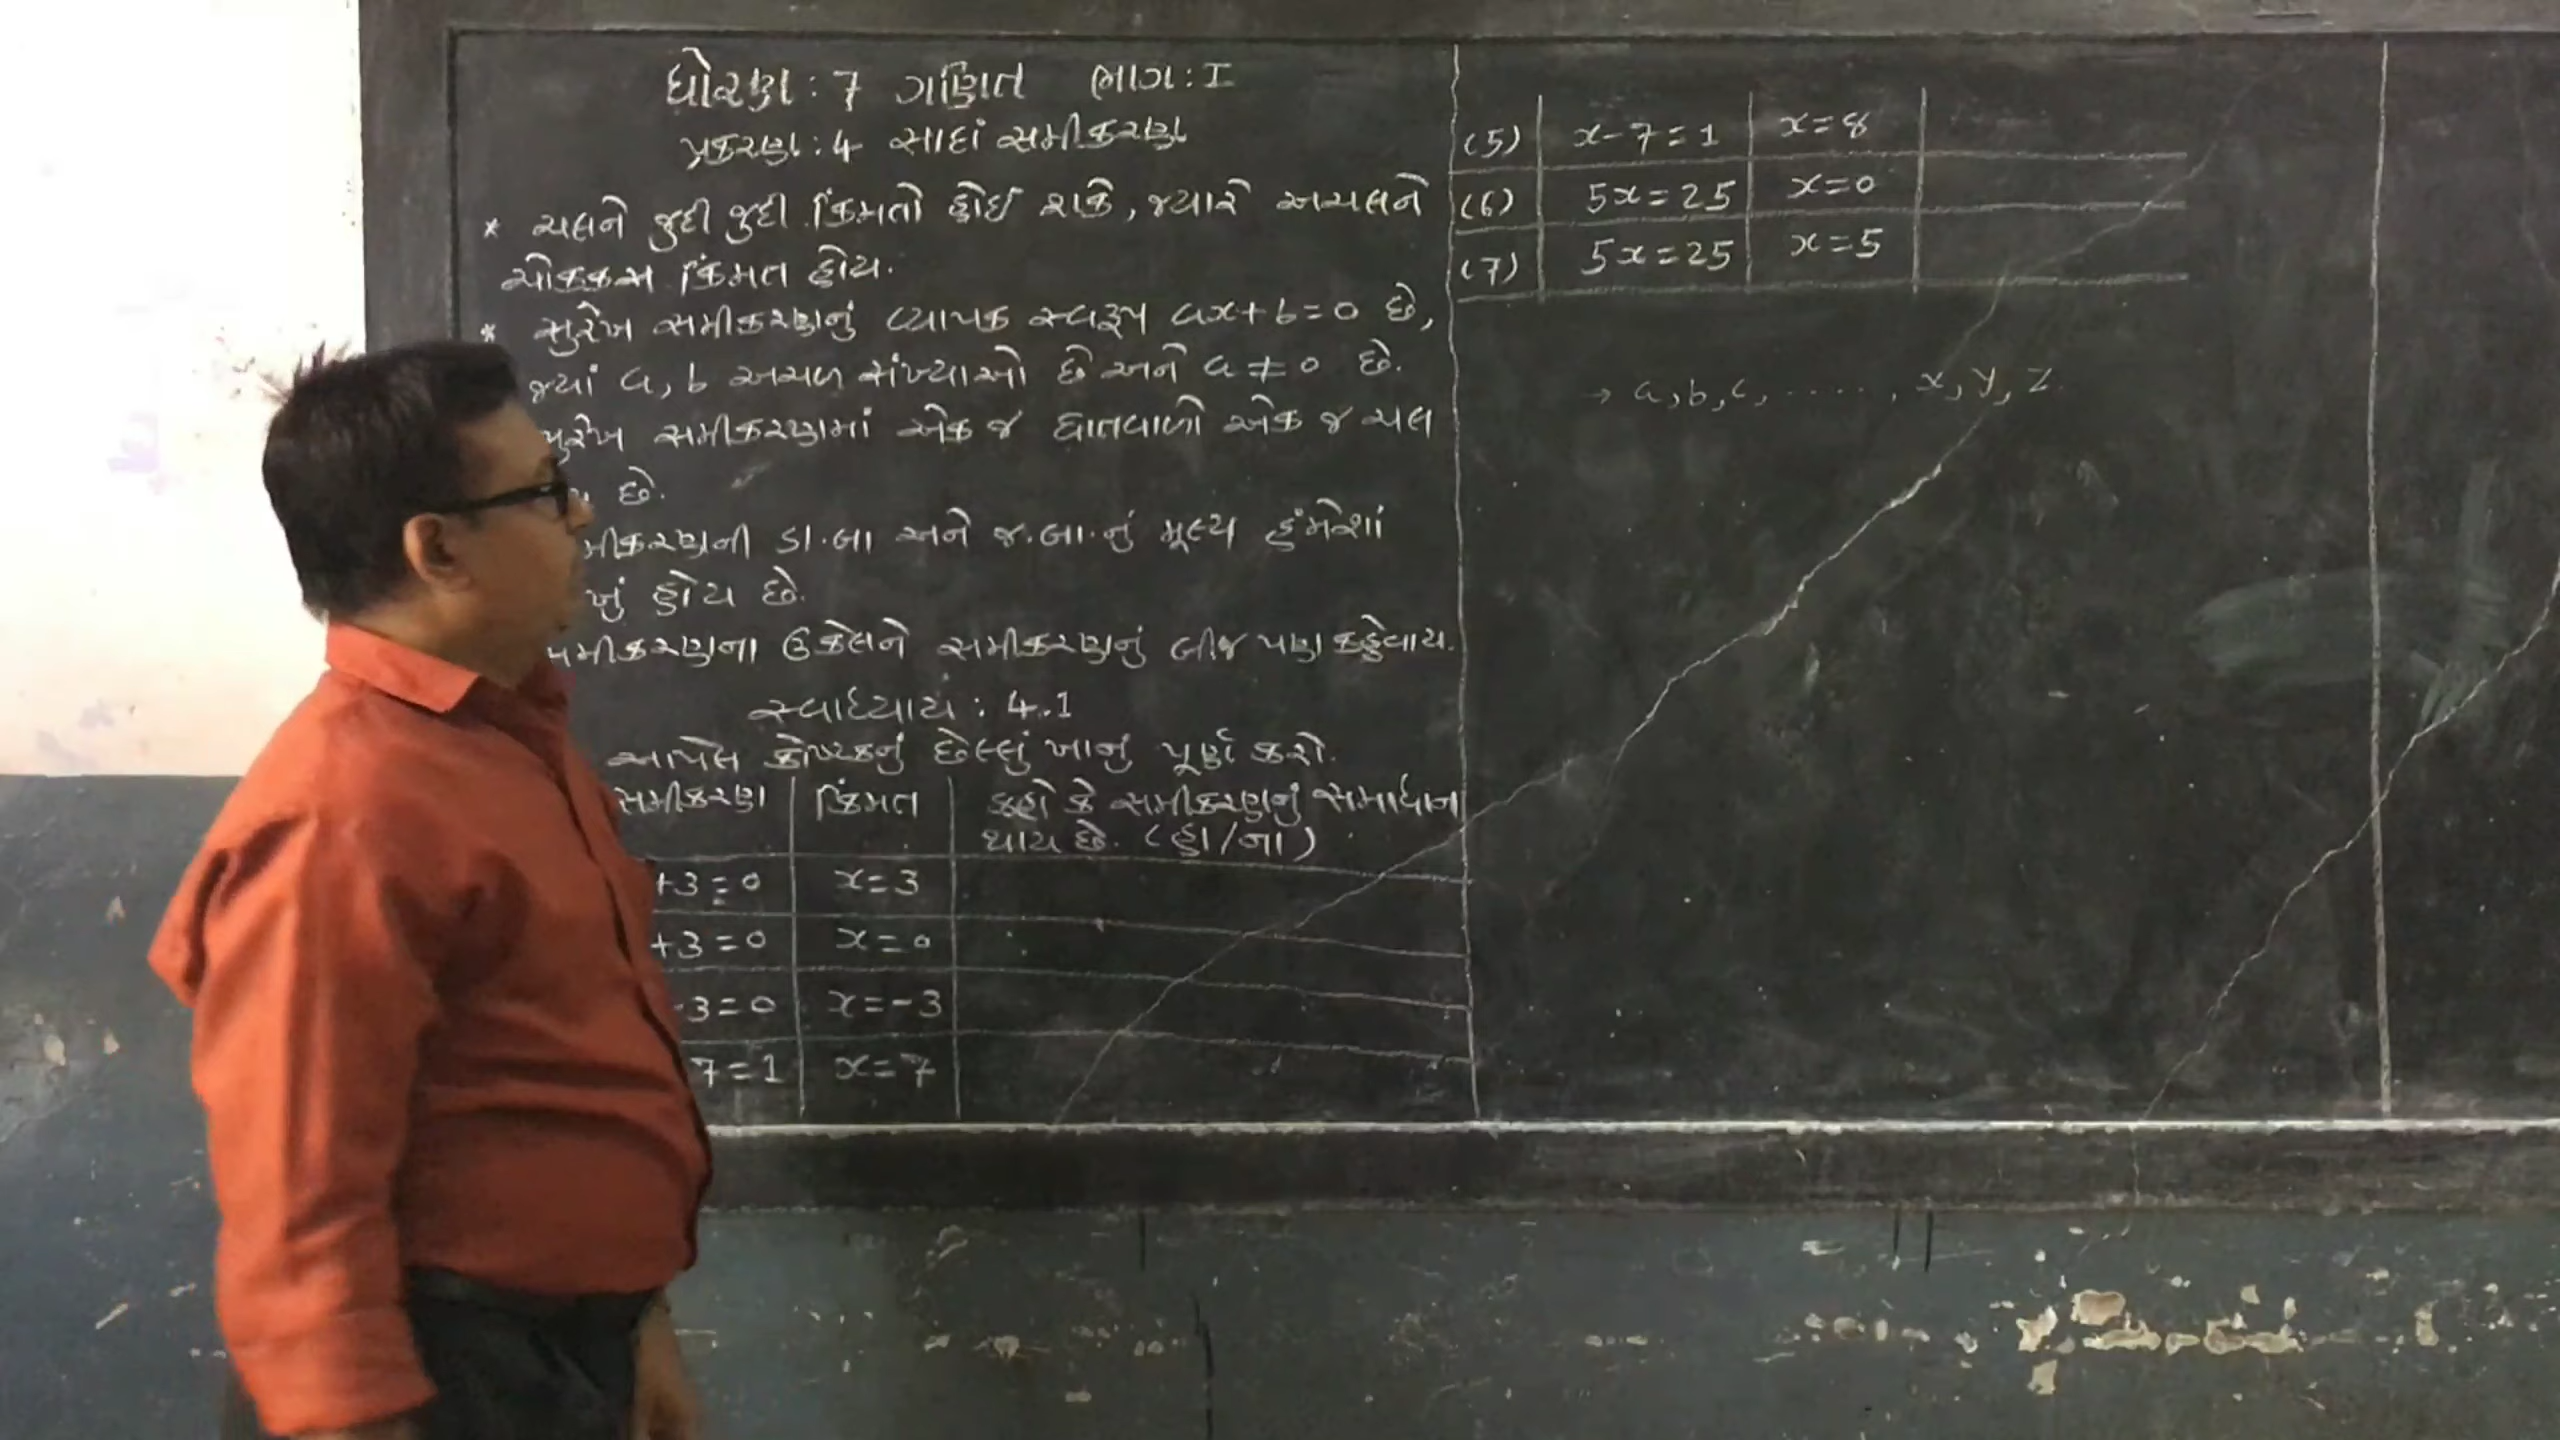 ધોરણ : 7 ગણિત ભાગ : I
પ્રકરણ : 4 સાદાં સમીકરણ
* ચલને જુદી જુદી કિંમતો હોઈ શકે, જ્યારે અચલને
ચોક્કસ કિંમત હોય.
* સુરેખ સમીકરણનું વ્યાપક સ્વરૂપ ax+b=0 છે,
જ્યાં a, b અચળ સંખ્યાઓ છે અને a ≠ 0 છે.
સુરેખ સમીકરણમાં એક જ ઘાતવાળો એક જ ચલ
છે.
સમીકરણની ડા.બા અને જ.બા.નું મૂલ્ય હંમેશાં
ખું હોય છે.
સમીકરણના ઉકેલને સમીકરણનું બીજ પણ કહેવાય.
સ્વાધ્યાય : 4.1
આપેલ કોષ્ટકનું છેલ્લું ખાનું પૂર્ણ કરો.
સમીકરણ કિંમત કહો કે સમીકરણનું સમાધાન
થાય છે. (હા/ના)
+3=0 x=3
+3=0 x=0
-3=0 x=-3
7=1 x=7
(5) x-7=1 x=8
(6) 5x=25 x=0
(7) 5x=25 x=5
→ a,b,c, ....., x, y, z.